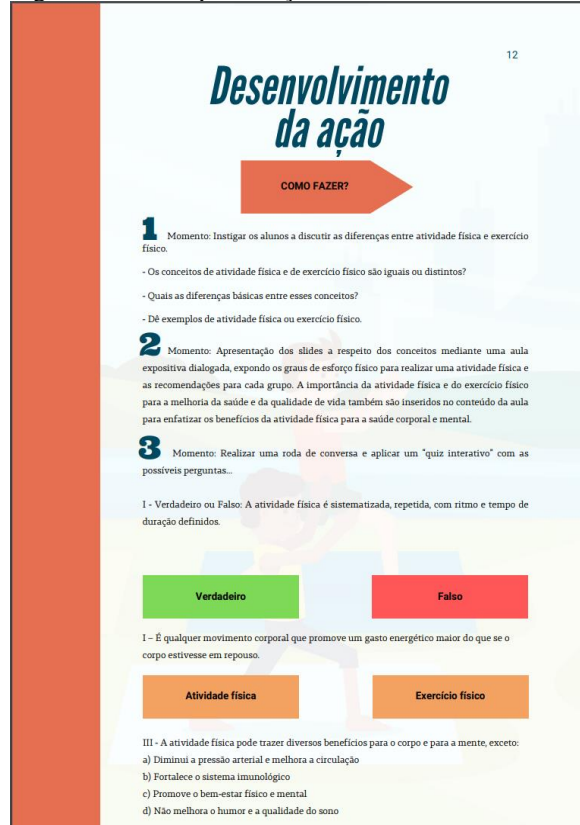 12
Desenvolvimento
da ação
COMO FAZER?
1 Momento: Instigar os alunos a discutir as diferenças entre atividade física e exercício
físico.
- Os conceitos de atividade física e de exercício físico são iguais ou distintos?
- Quais as diferenças básicas entre esses conceitos?
- Dê exemplos de atividade física ou exercício físico.
2 Momento: Apresentação dos slides a respeito dos conceitos mediante uma aula
expositiva dialogada, expondo os graus de esforço físico para realizar uma atividade física e
as recomendações para cada grupo. A importância da atividade física e do exercício físico
para a melhoria da saúde e da qualidade de vida também são inseridos no conteúdo da aula
para enfatizar os benefícios da atividade física para a saúde corporal e mental.
3 Momento: Realizar uma roda de conversa e aplicar um "quiz interativo" com as
possíveis perguntas...
I - Verdadeiro ou Falso: A atividade física é sistematizada, repetida, com ritmo e tempo de
duração definidos.
Verdadeiro Falso
I – É qualquer movimento corporal que promove um gasto energético maior do que se o
corpo estivesse em repouso.
Atividade física Exercício físico
III - A atividade física pode trazer diversos benefícios para o corpo e para a mente, exceto:
a) Diminui a pressão arterial e melhora a circulação
b) Fortalece o sistema imunológico
c) Promove o bem-estar físico e mental
d) Não melhora o humor e a qualidade do sono